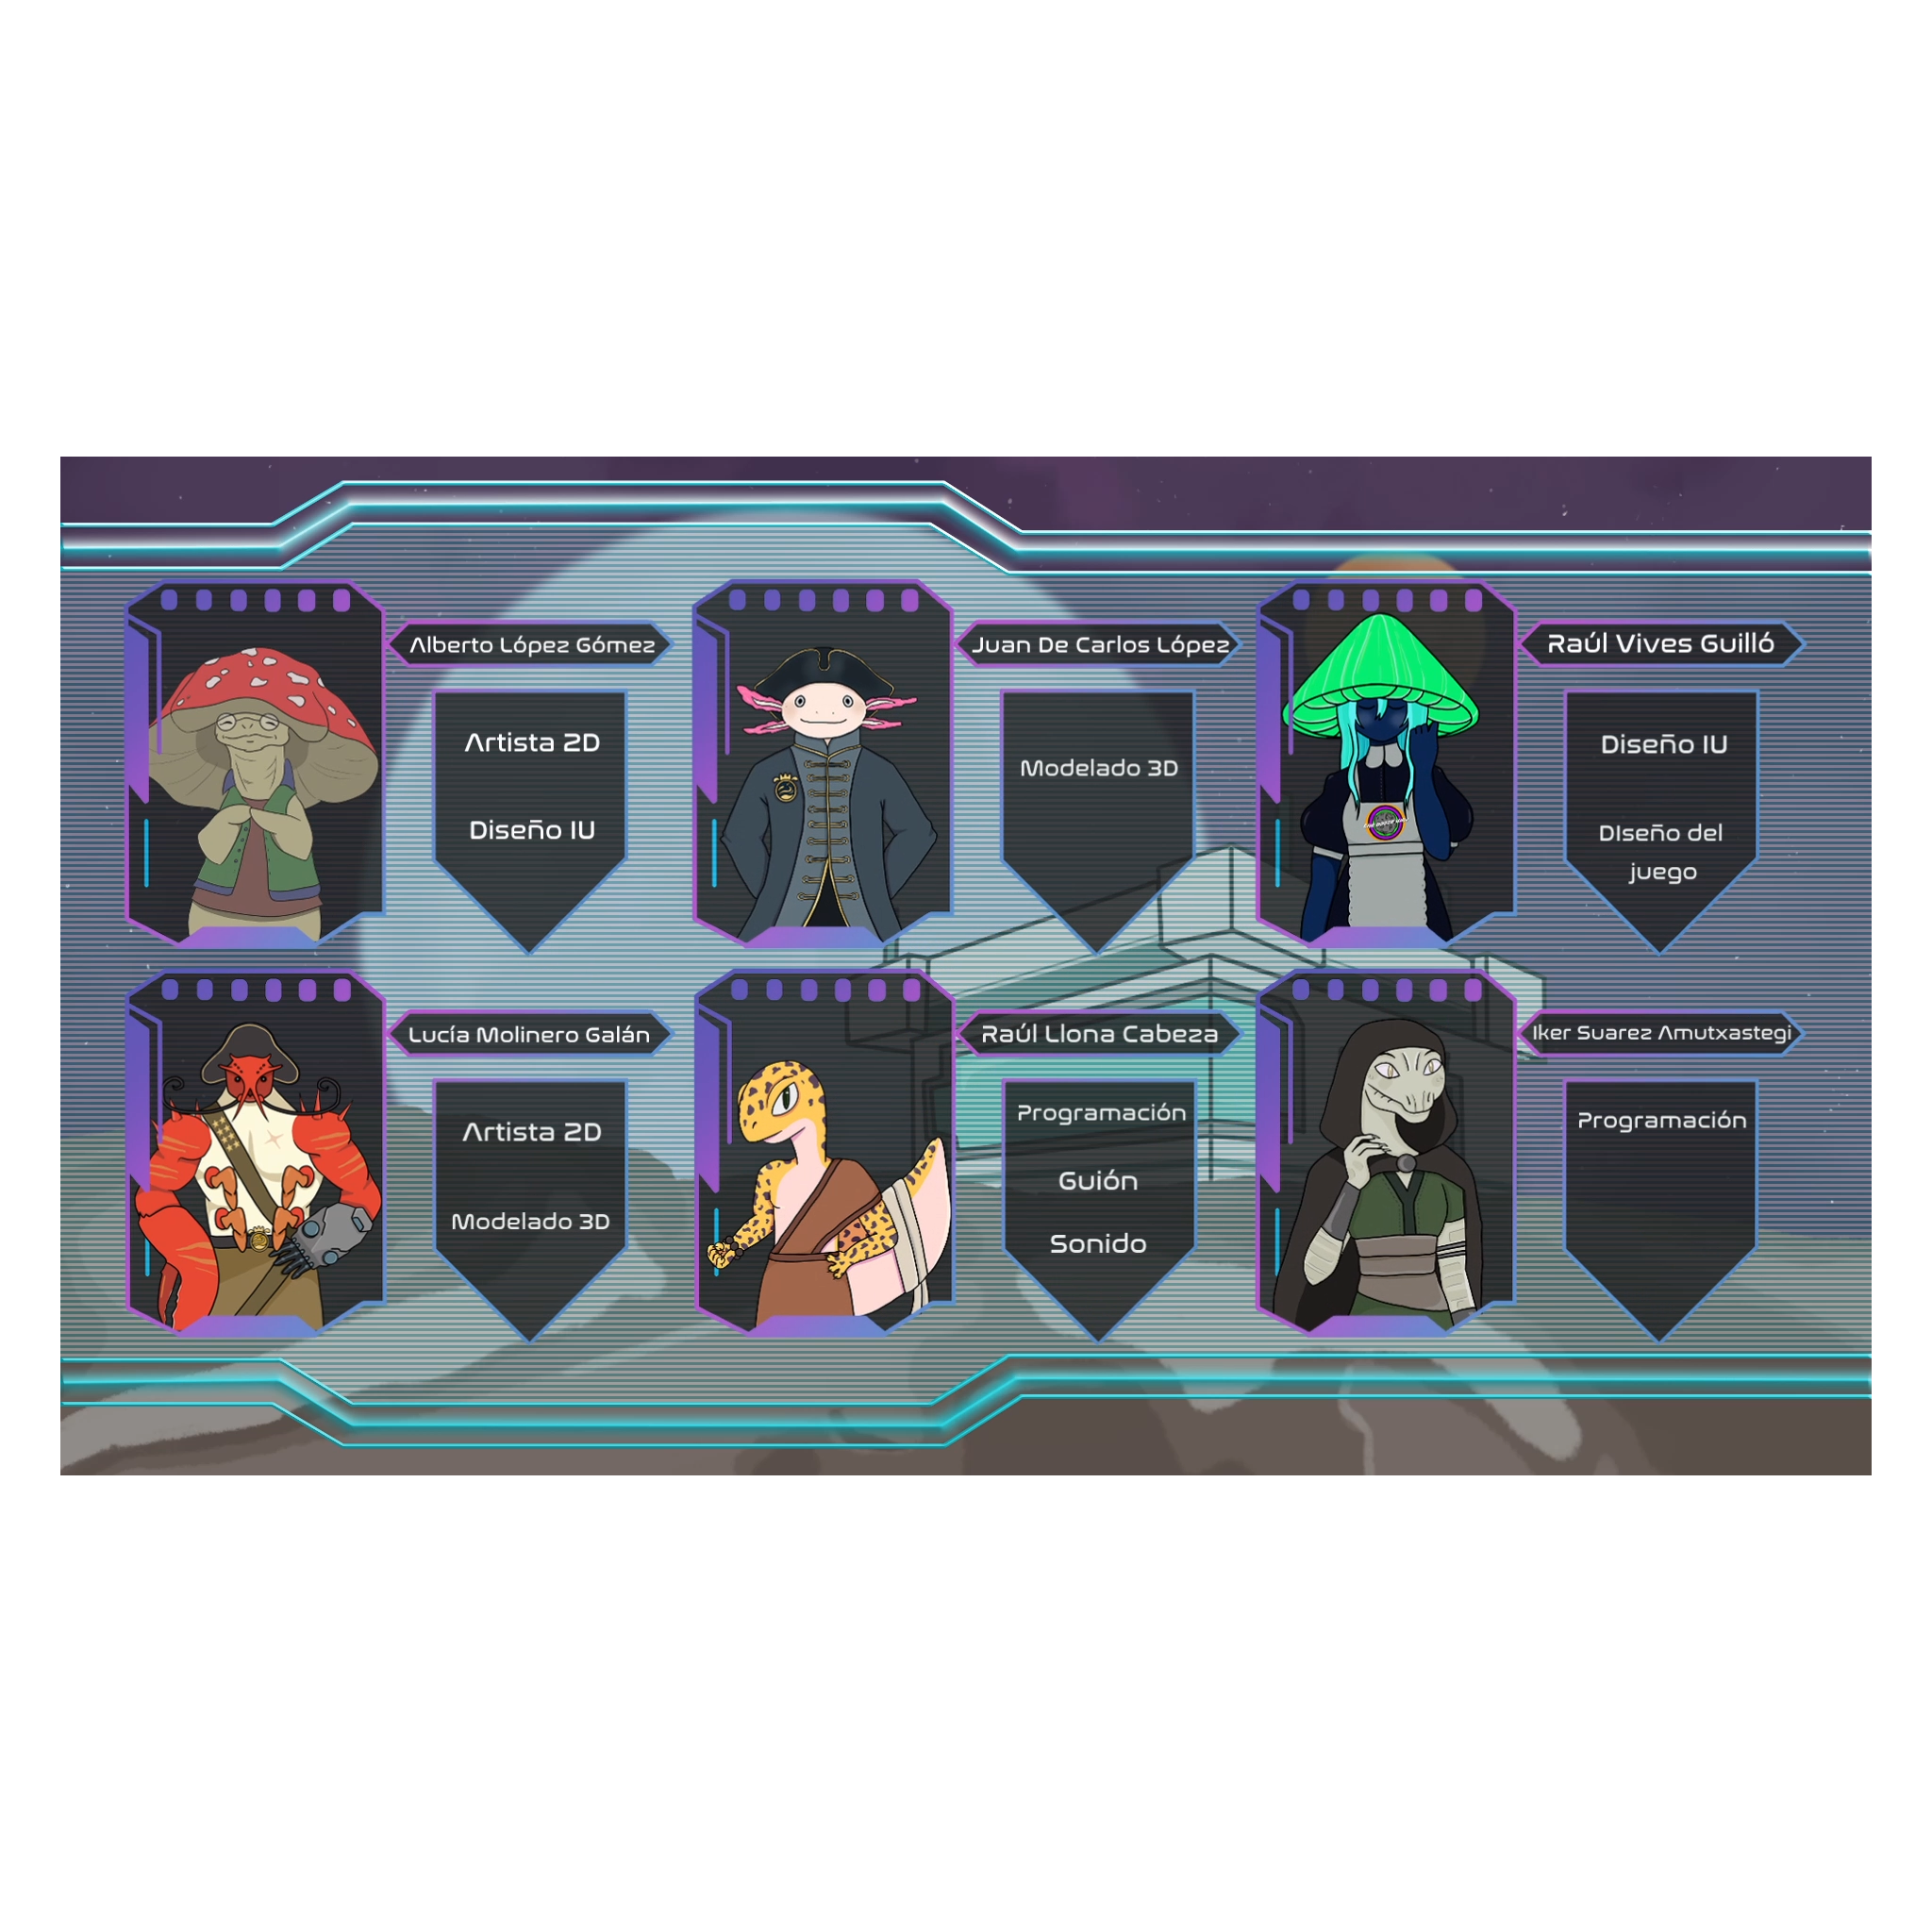 Alberto López Gómez
Artista 2D
Diseño IU
Juan De Carlos López
Modelado 3D
Raúl Vives Guilló
Diseño IU
DIseño del
juego
Lucía Molinero Galán
Artista 2D
Modelado 3D
Raúl Llona Cabeza
Programación
Guión
Sonido
Iker Suarez Amutxastegi
Programación